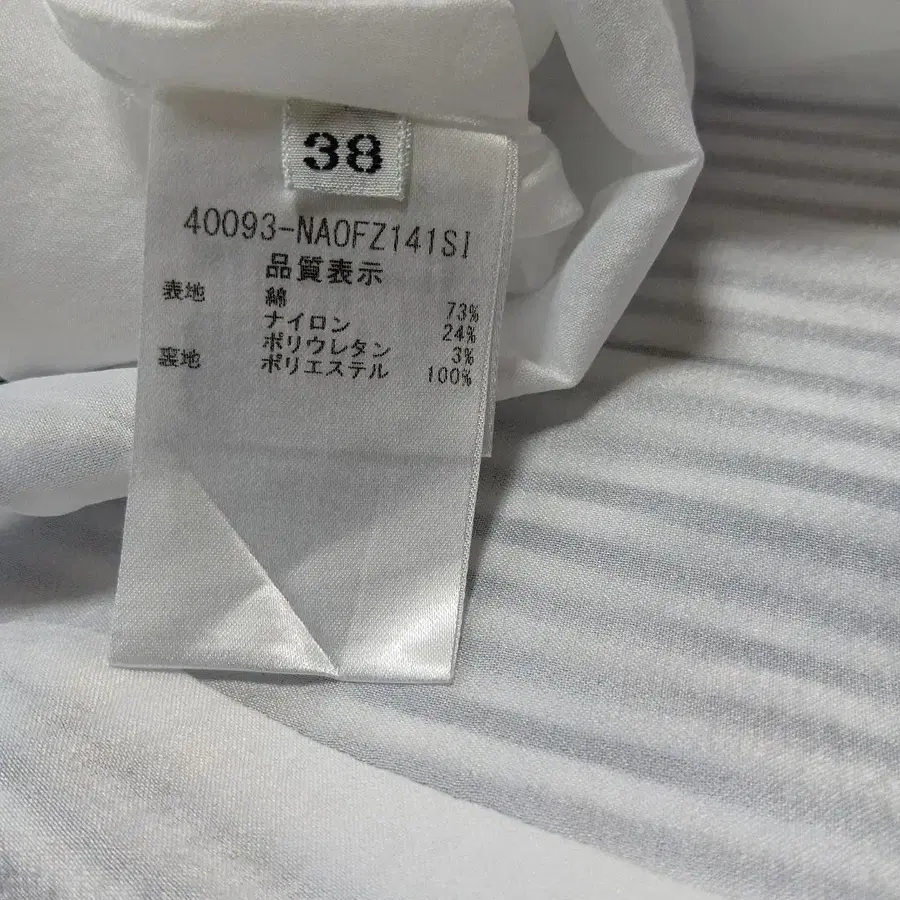 38
40093-NAOFZ141SI
品質表示
表地 綿 73%
ナイロン 24%
ポリウレタン 3%
裏地 ポリエステル 100%